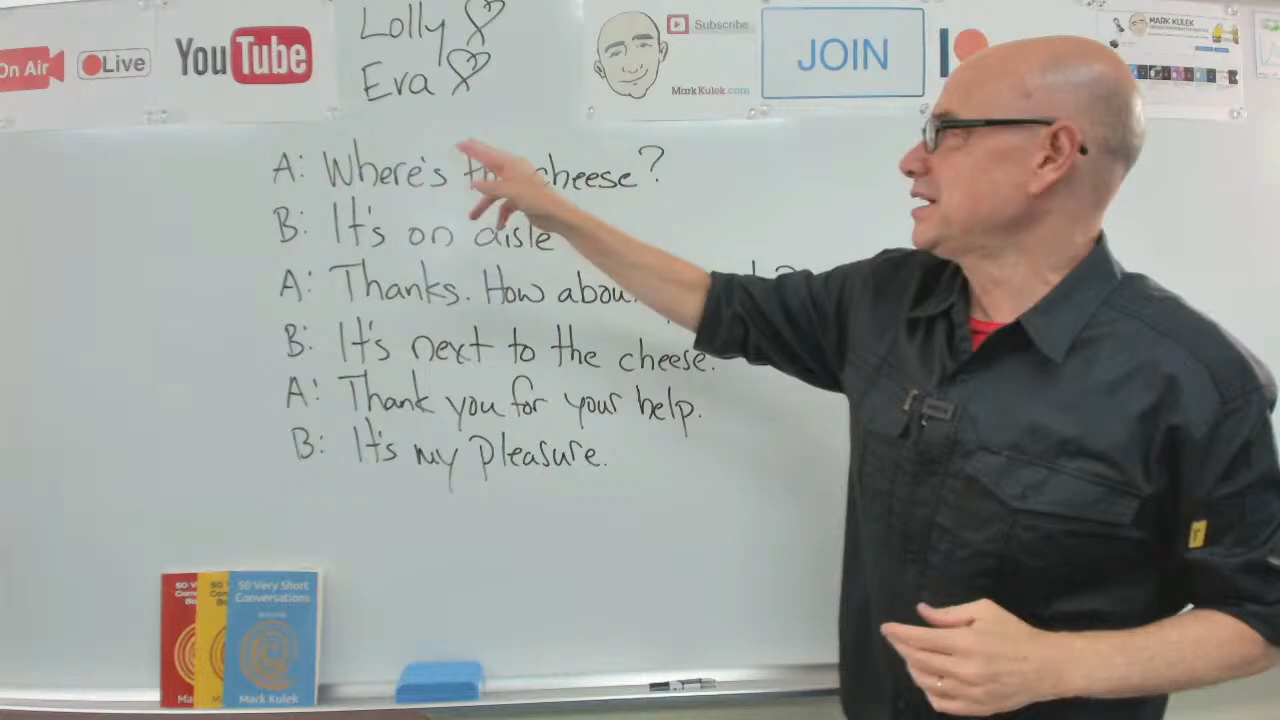 On Air
Live
YouTube
Lolly
Eva
Subscribe
MarkKulek.com
JOIN
MARK KULEK
A: Where's the cheese?
B: It's on aisle
A: Thanks. How about
B: It's next to the cheese.
A: Thank you for your help.
B: It's my pleasure.
50 Very Short
Conversations
Mark Kulek